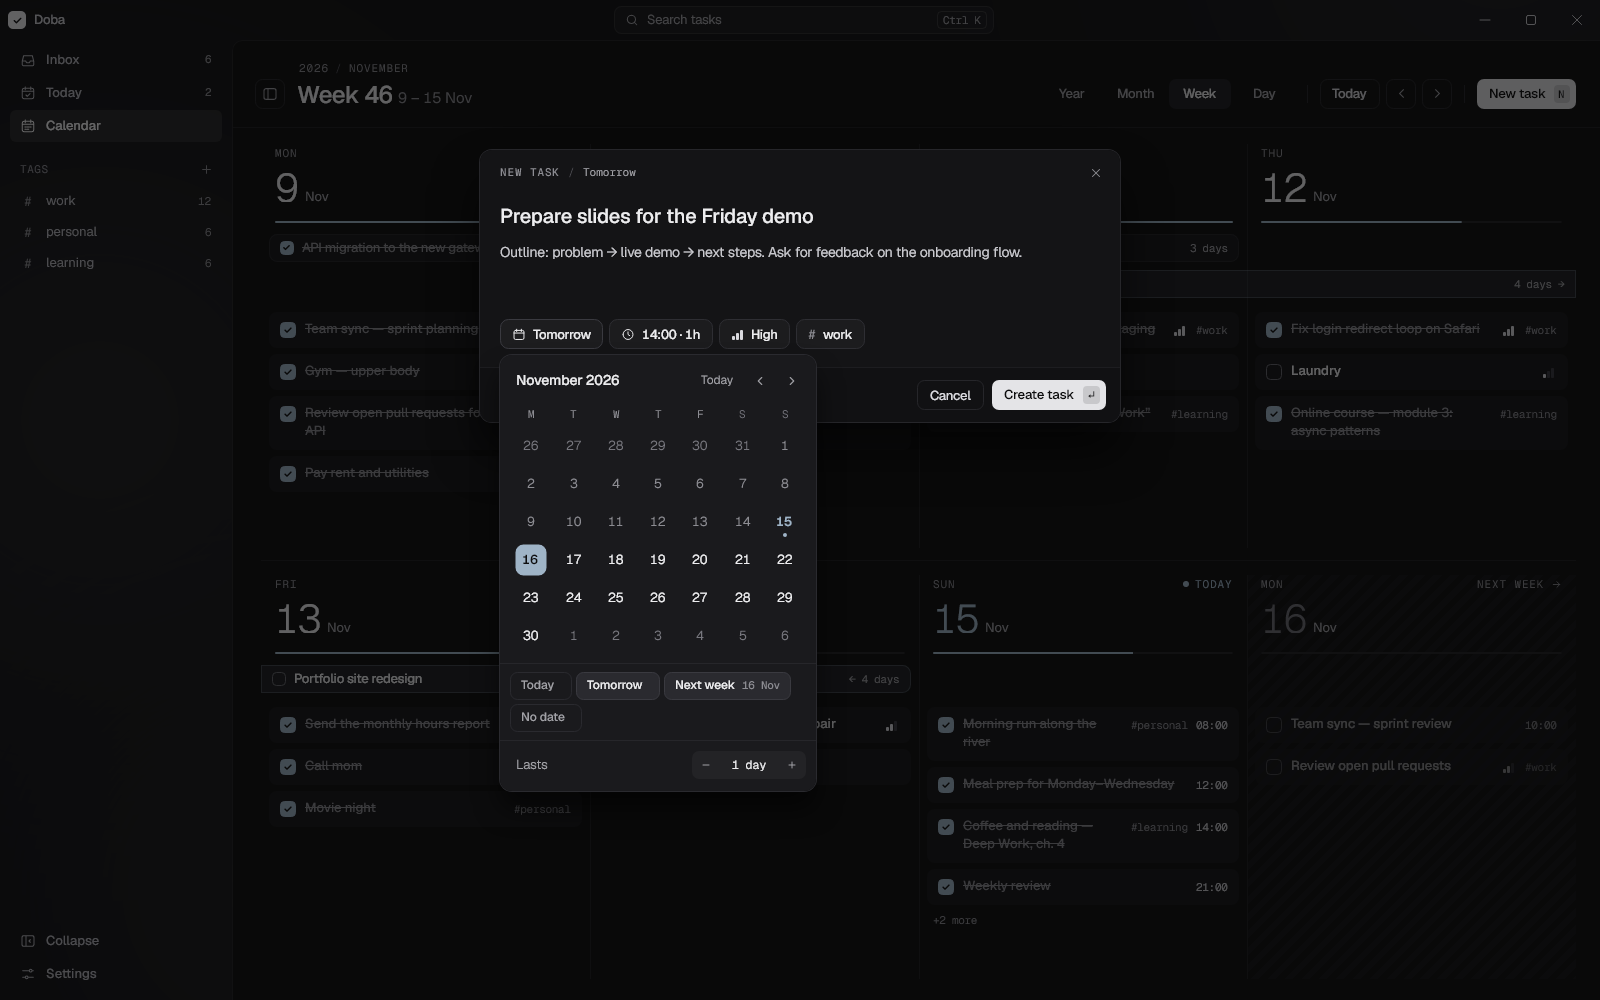 Doba
Search tasks
Ctrl K
Inbox 6
Today 2
Calendar
TAGS
# work 12
# personal 6
# learning 6
Collapse
Settings
2026 / NOVEMBER
Week 46 9 – 15 Nov
Year Month Week Day
Today
New task N
MON
9 Nov
API migration to the new
3 days
4 days →
Team sync — sprint planning
Gym — upper body
Review open pull requests
API
Pay rent and utilities
#work
#learning
THU
12 Nov
Fix login redirect loop on Safari #work
Laundry
Online course — module 3: #learning
async patterns
NEW TASK / Tomorrow
Prepare slides for the Friday demo
Outline: problem → live demo → next steps. Ask for feedback on the onboarding flow.
Tomorrow 14:00 · 1h High # work
Cancel Create task
November 2026 Today
M T W T F S S
26 27 28 29 30 31 1
2 3 4 5 6 7 8
9 10 11 12 13 14 15
16 17 18 19 20 21 22
23 24 25 26 27 28 29
30 1 2 3 4 5 6
Today Tomorrow Next week 16 Nov
No date
Lasts − 1 day +
FRI
13 Nov
Portfolio site redesign
← 4 days
Send the monthly hours report
Call mom
Movie night #personal
SUN • TODAY
15 Nov
Morning run along the #personal 08:00
river
Meal prep for Monday–Wednesday 12:00
Coffee and reading — #learning 14:00
Deep Work, ch. 4
Weekly review 21:00
+2 more
MON NEXT WEEK →
16 Nov
Team sync — sprint review 10:00
Review open pull requests #work